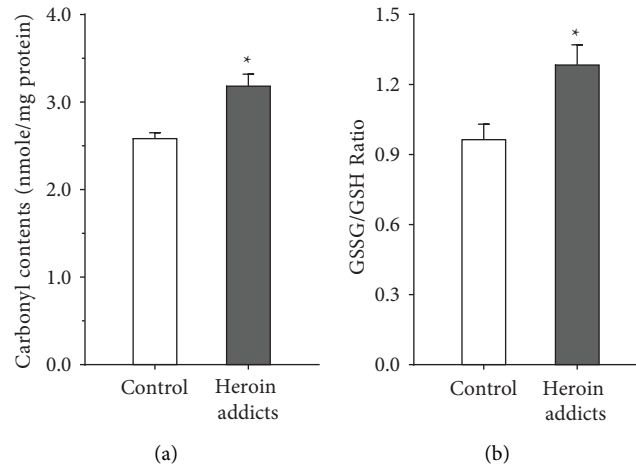 Carbonyl contents (nmole/mg protein)
4.0
3.0
2.0
1.0
0.0
*
Control
Heroin
addicts
(a)
GSSG/GSH Ratio
1.5
1.2
0.9
0.6
0.3
0.0
*
Control
Heroin
addicts
(b)